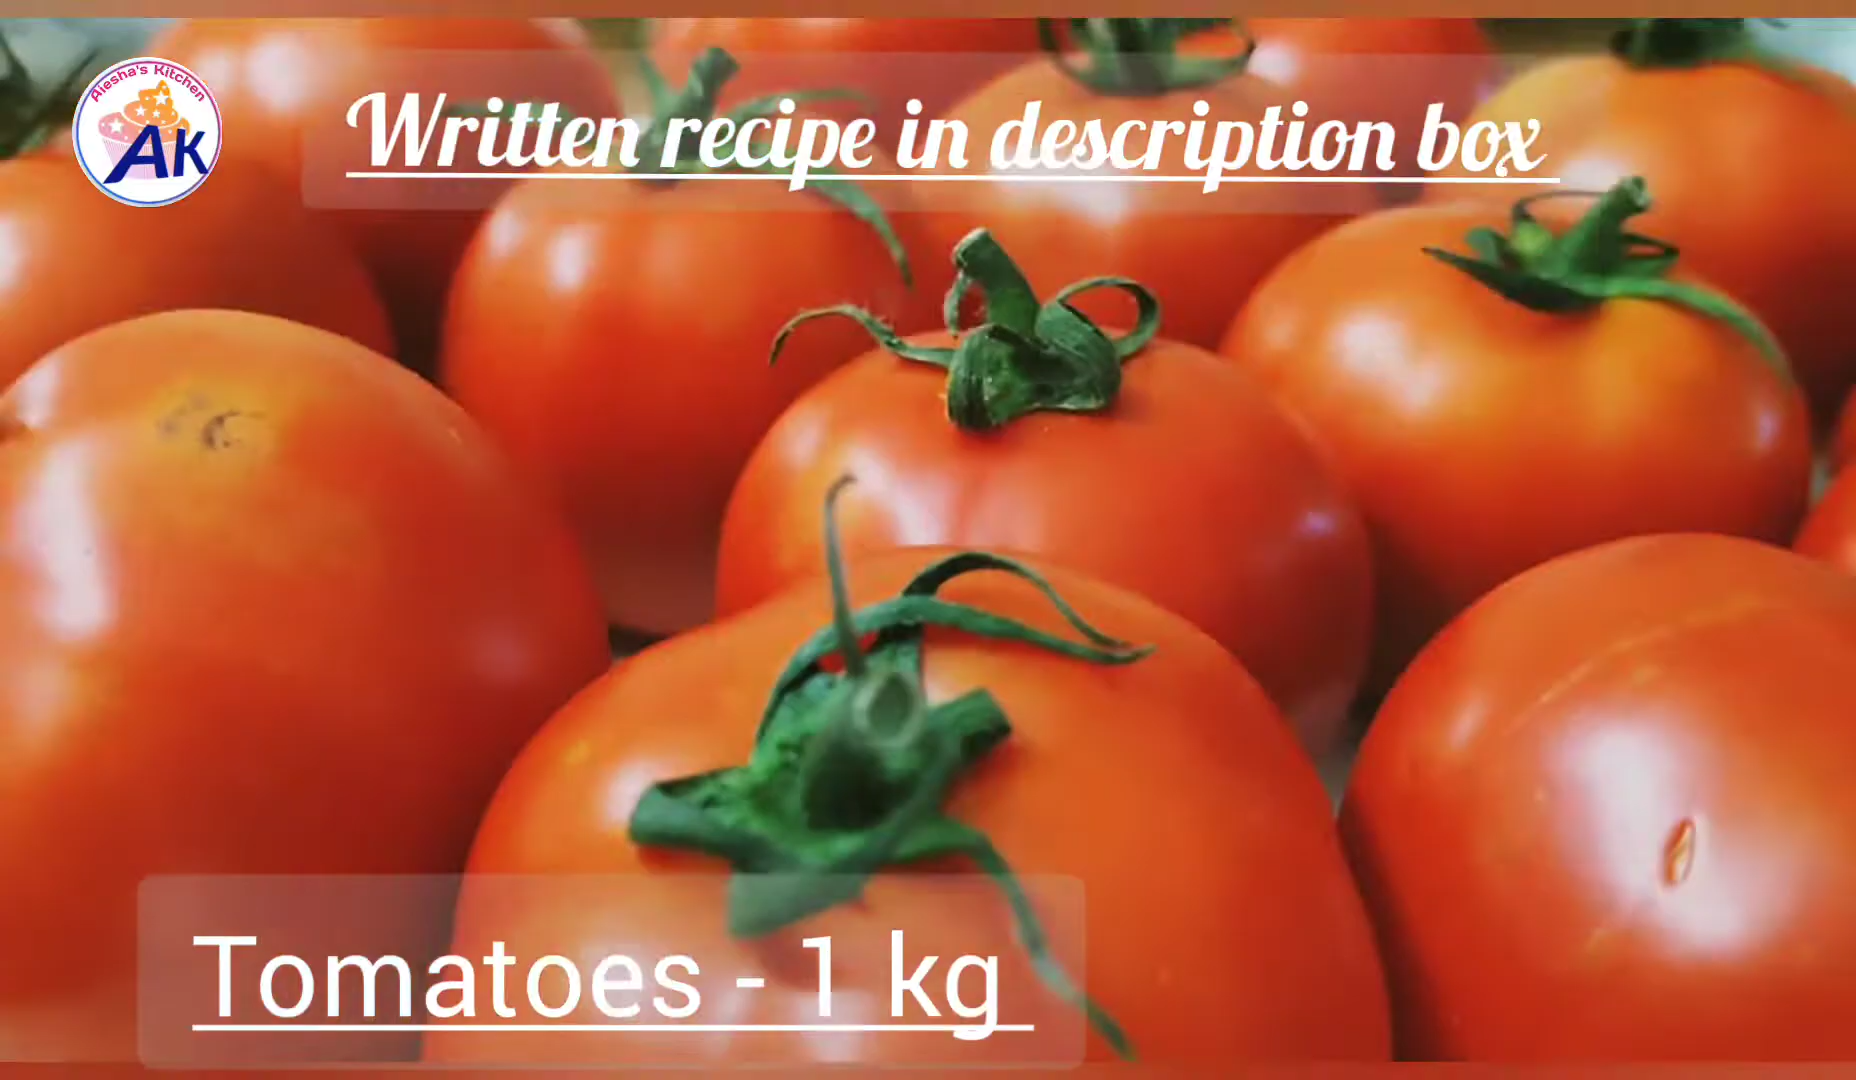 Aiesha's Kitchen
AK
Written recipe in description box
Tomatoes - 1 kg